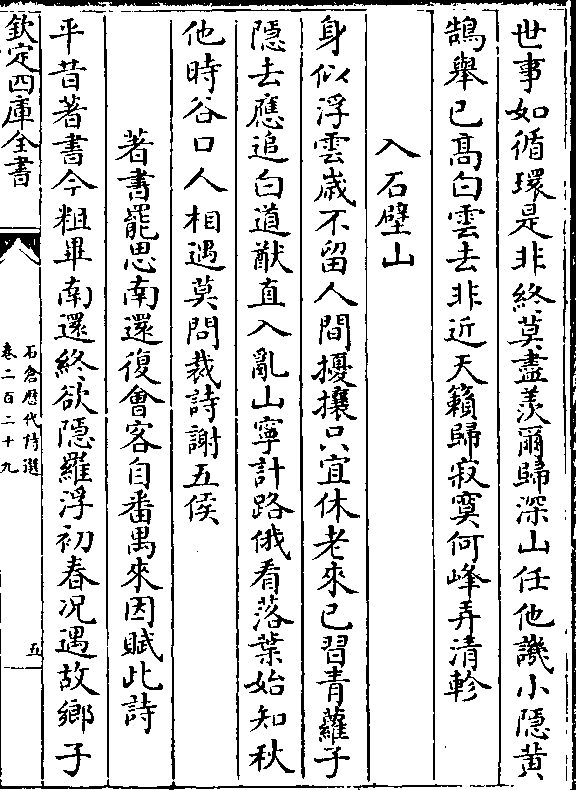 世事如循環是非終莫盡羨爾歸深山任他譏小隱黄
鵠舉已髙白雲去非近天籟歸寂寞何峰弄清軫
入石壁山
身似浮雲歳不留人間擾攘只宜休老來已習青蘿子
隱去應追白道猷直入亂山寧計路俄看落葉始知秋
他時谷口人相遇莫問裁詩謝五侯
著書罷思南還復會客自番禺來因賦此詩
平昔著書今粗畢南還終欲隱羅浮初春况遇故鄉子
欽定四庫全書
石倉歴代詩選
卷二百二十九
五